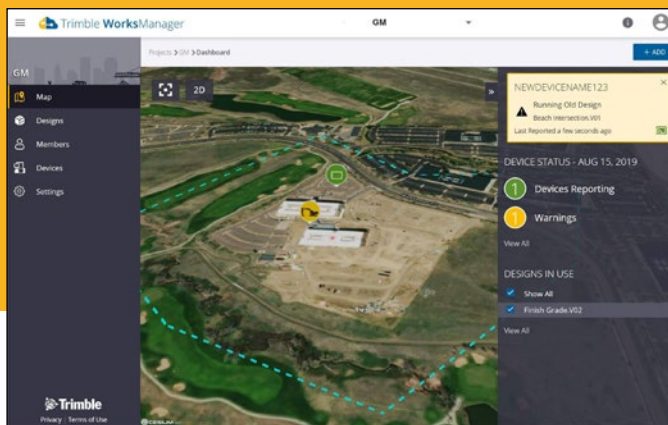 Trimble WorksManager
GM
Projects > GM > Dashboard
+ ADD
GM
Map
Designs
Members
Devices
Settings
Trimble
Privacy | Terms of Use
2D
»
CESIUM
NEWDEVICENAME123
×
Running Old Design
Beach Intersection.V01
Last Reported a few seconds ago
DEVICE STATUS - AUG 15, 2019
1 Devices Reporting
1 Warnings
View All
DESIGNS IN USE
Show All
Finish Grade.V02
View All